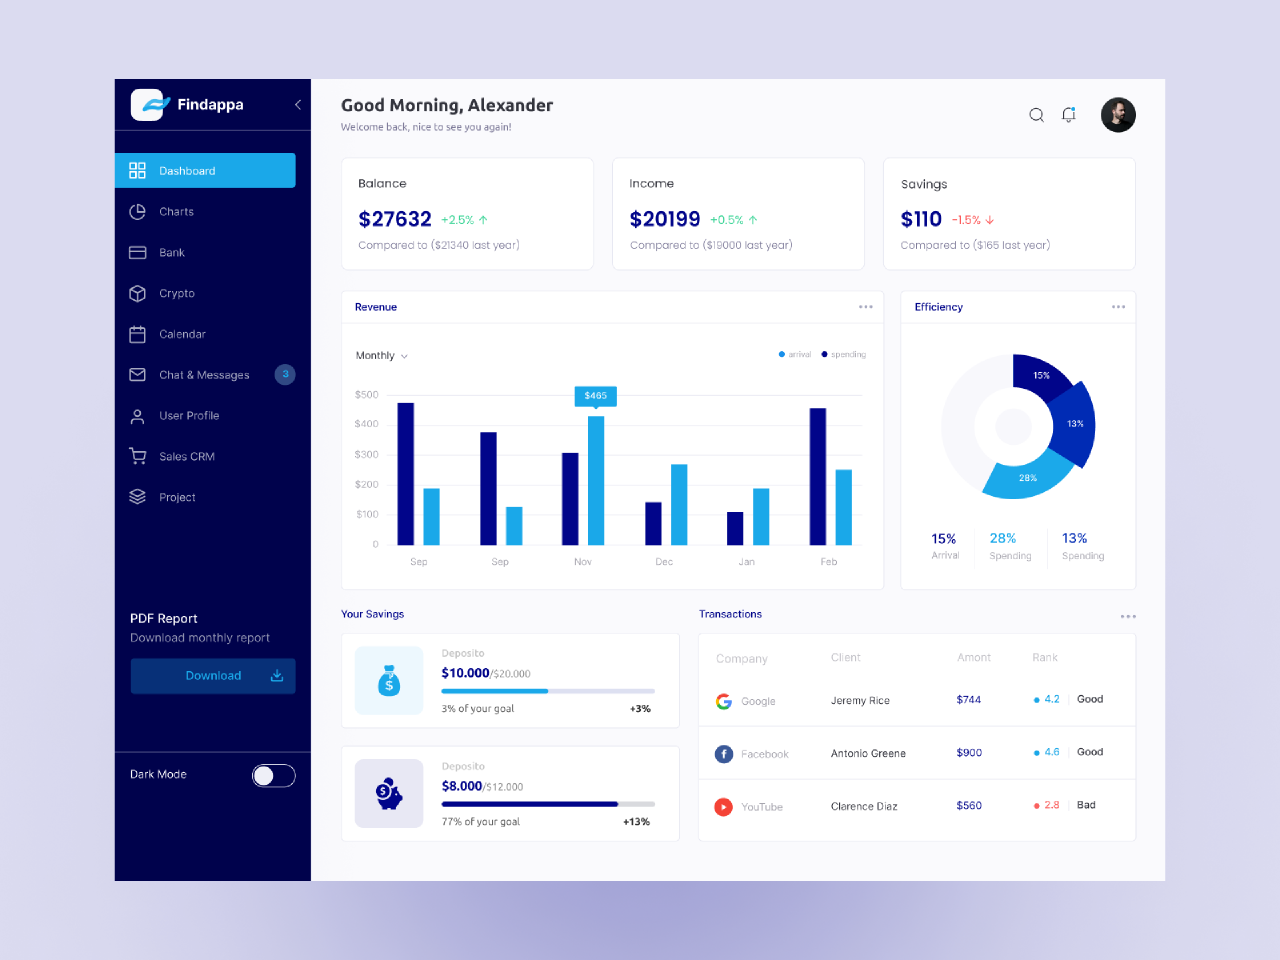 Findappa
Dashboard
Charts
Bank
Crypto
Calendar
Chat & Messages 3
User Profile
Sales CRM
Project
PDF Report
Download monthly report
Download
Dark Mode
Good Morning, Alexander
Welcome back, nice to see you again!
Balance
$27632 +2.5% ↑
Compared to ($21340 last year)
Income
$20199 +0.5% ↑
Compared to ($19000 last year)
Savings
$110 -1.5% ↓
Compared to ($165 last year)
Revenue
Monthly
arrival spending
$500
$400
$300
$200
$100
0
$465
Sep Sep Nov Dec Jan Feb
Efficiency
15%
13%
28%
15% 28% 13%
Arrival Spending Spending
Your Savings
Deposito
$10.000/$20.000
3% of your goal +3%
Deposito
$8.000/$12.000
77% of your goal +13%
Transactions
Company Client Amont Rank
Google Jeremy Rice $744 4.2 Good
Facebook Antonio Greene $900 4.6 Good
YouTube Clarence Diaz $560 2.8 Bad